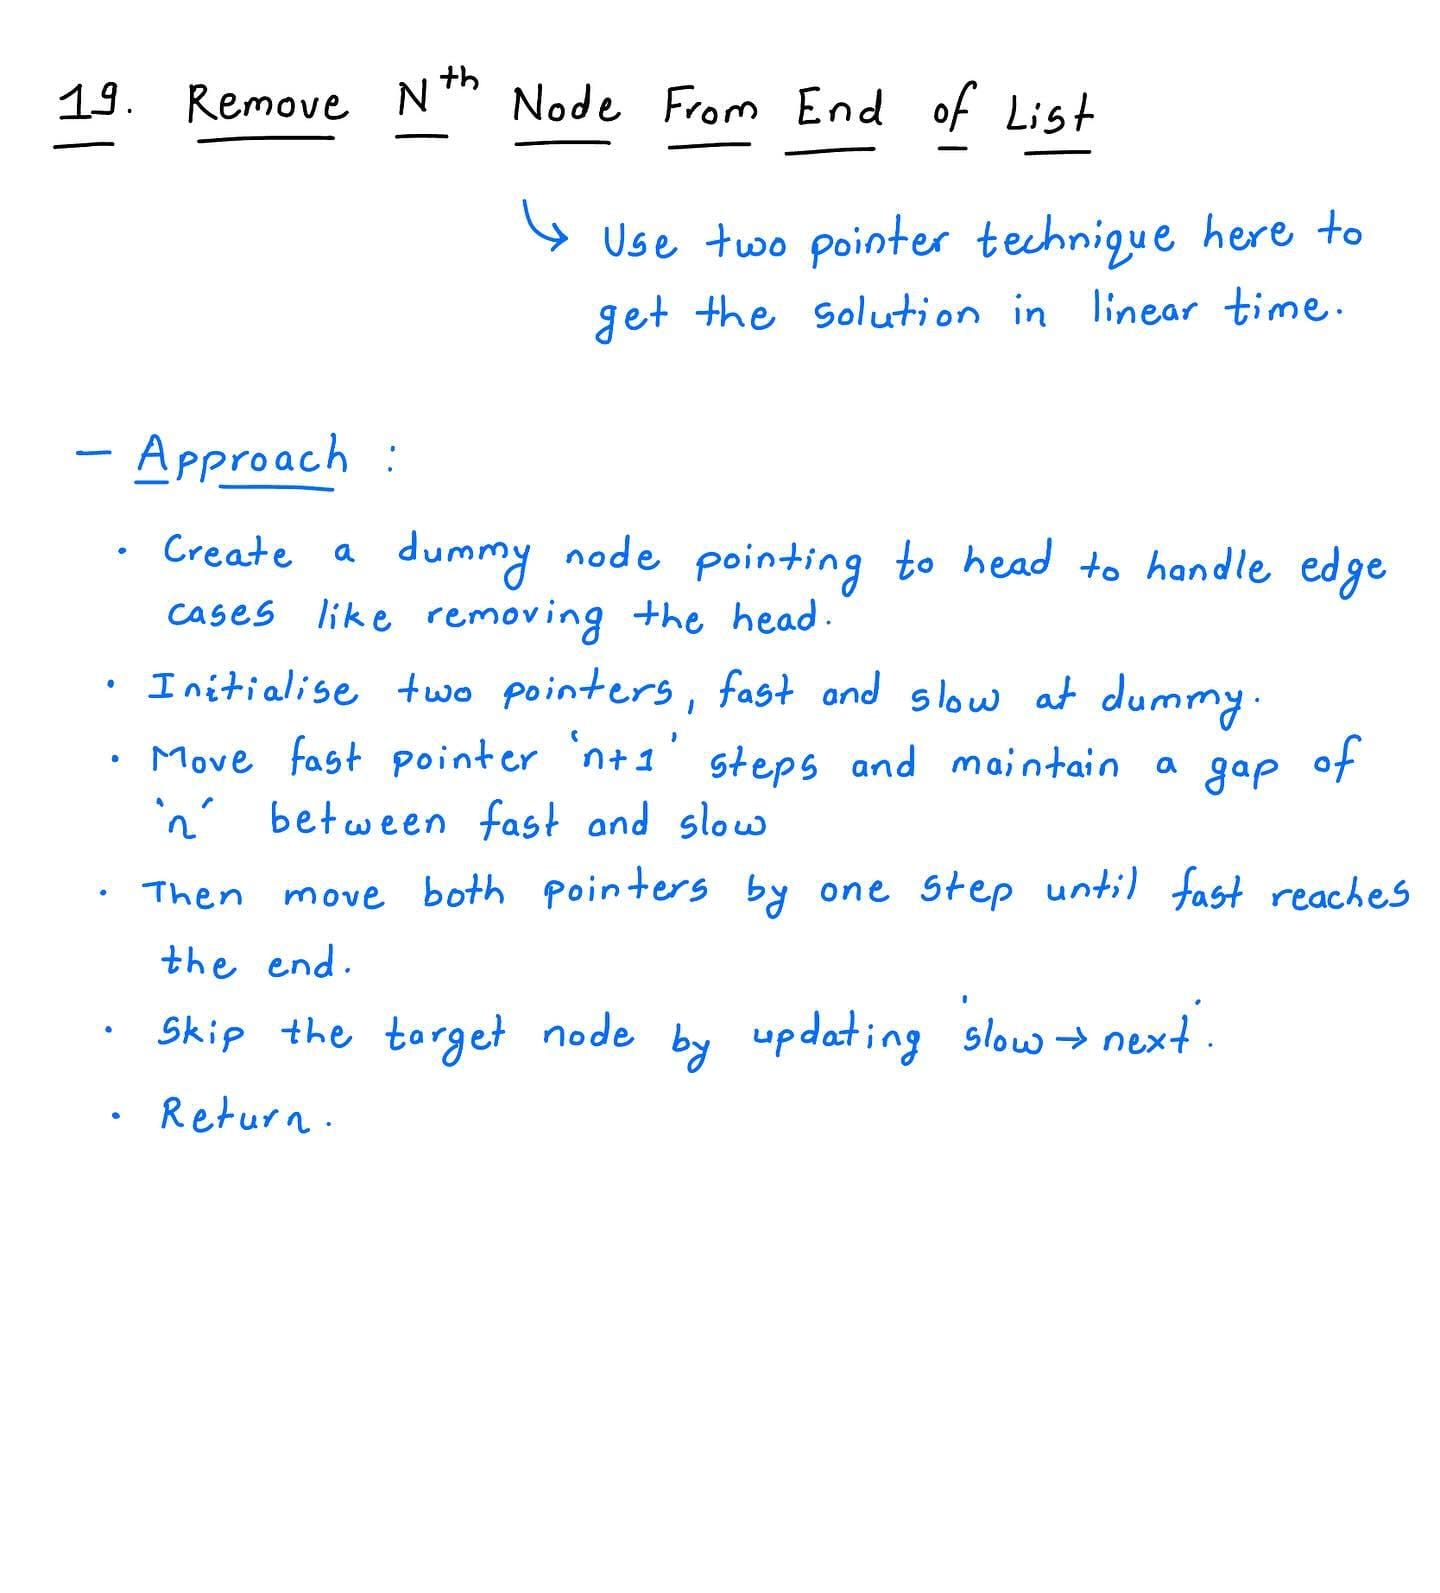 19. Remove Nth Node From End of List
↳ Use two pointer technique here to
get the solution in linear time.
- Approach :
· Create a dummy node pointing to head to handle edge
cases like removing the head.
· Initialise two pointers, fast and slow at dummy.
· Move fast pointer 'n+1' steps and maintain a gap of
'n' between fast and slow
· Then move both pointers by one step until fast reaches
the end.
· Skip the target node by updating 'slow → next'.
· Return.